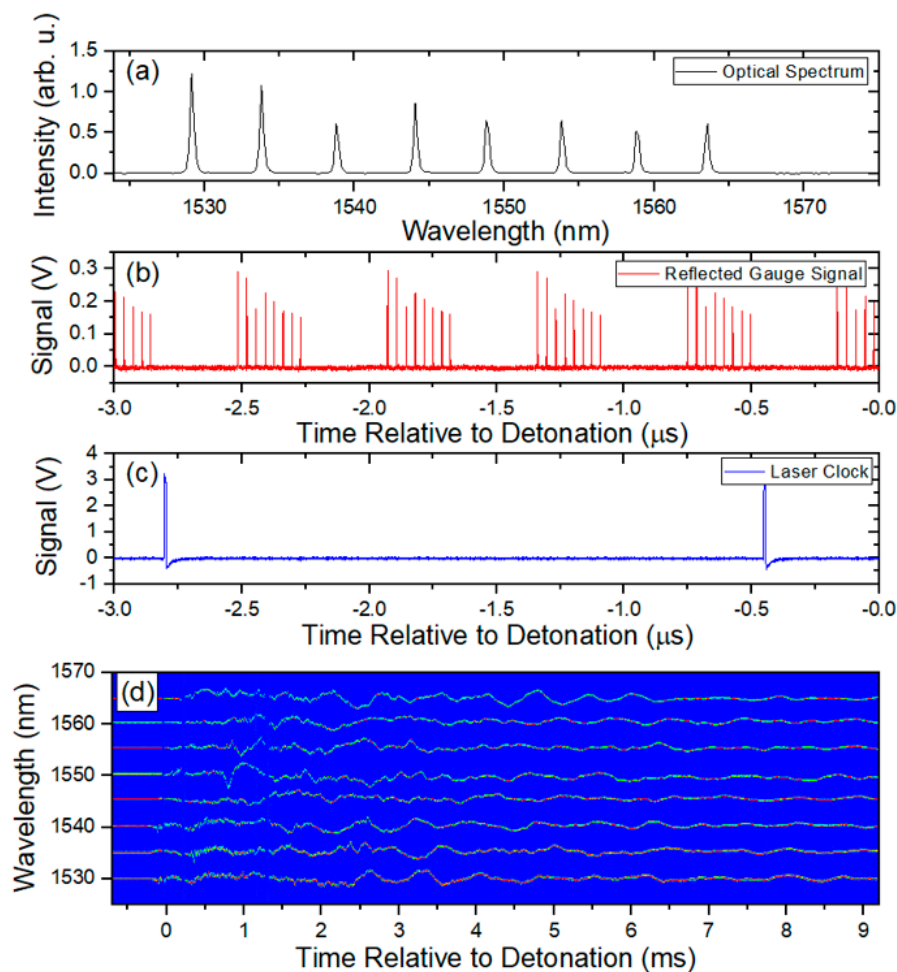 (a)
Optical Spectrum
Intensity (arb. u.)
1.5
1.0
0.5
0.0
1530 1540 1550 1560 1570
Wavelength (nm)
(b)
Reflected Gauge Signal
Signal (V)
0.3
0.2
0.1
0.0
-3.0 -2.5 -2.0 -1.5 -1.0 -0.5 -0.0
Time Relative to Detonation (μs)
(c)
Laser Clock
Signal (V)
4
3
2
1
0
-1
-3.0 -2.5 -2.0 -1.5 -1.0 -0.5 -0.0
Time Relative to Detonation (μs)
(d)
Wavelength (nm)
1570
1560
1550
1540
1530
0 1 2 3 4 5 6 7 8 9
Time Relative to Detonation (ms)